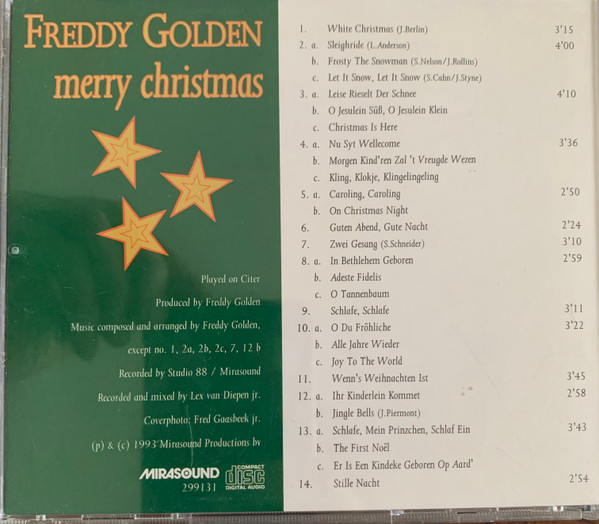 FREDDY GOLDEN
merry christmas
Played on Citer
Produced by Freddy Golden
Music composed and arranged by Freddy Golden,
except no. 1, 2a, 2b, 2c, 7, 12 b
Recorded by Studio 88 / Mirasound
Recorded and mixed by Lex van Diepen jr.
Coverphoto: Fred Gaasbeek jr.
(p) & (c) 1993 Mirasound Productions bv
MIRASOUND
299131
COMPACT
disc
DIGITAL AUDIO
1. White Christmas (J.Berlin) 3'15
2. a. Sleighride (L.Anderson) 4'00
b. Frosty The Snowman (S.Nelson/J.Rollins)
c. Let It Snow, Let It Snow (S.Cahn/J.Styne)
3. a. Leise Rieselt Der Schnee 4'10
b. O Jesulein Süß, O Jesulein Klein
c. Christmas Is Here
4. a. Nu Syt Wellecome 3'36
b. Morgen Kind'ren Zal 't Vreugde Wezen
c. Kling, Klokje, Klingelingeling
5. a. Caroling, Caroling 2'50
b. On Christmas Night
6. Guten Abend, Gute Nacht 2'24
7. Zwei Gesang (S.Schneider) 3'10
8. a. In Bethlehem Geboren 2'59
b. Adeste Fidelis
c. O Tannenbaum
9. Schlafe, Schlafe 3'11
10. a. O Du Fröhliche 3'22
b. Alle Jahre Wieder
c. Joy To The World
11. Wenn's Weihnachten Ist 3'45
12. a. Ihr Kinderlein Kommet 2'58
b. Jingle Bells (J.Piermont)
13. a. Schlafe, Mein Prinzchen, Schlaf Ein 3'43
b. The First Noël
c. Er Is Een Kindeke Geboren Op Aard'
14. Stille Nacht 2'54